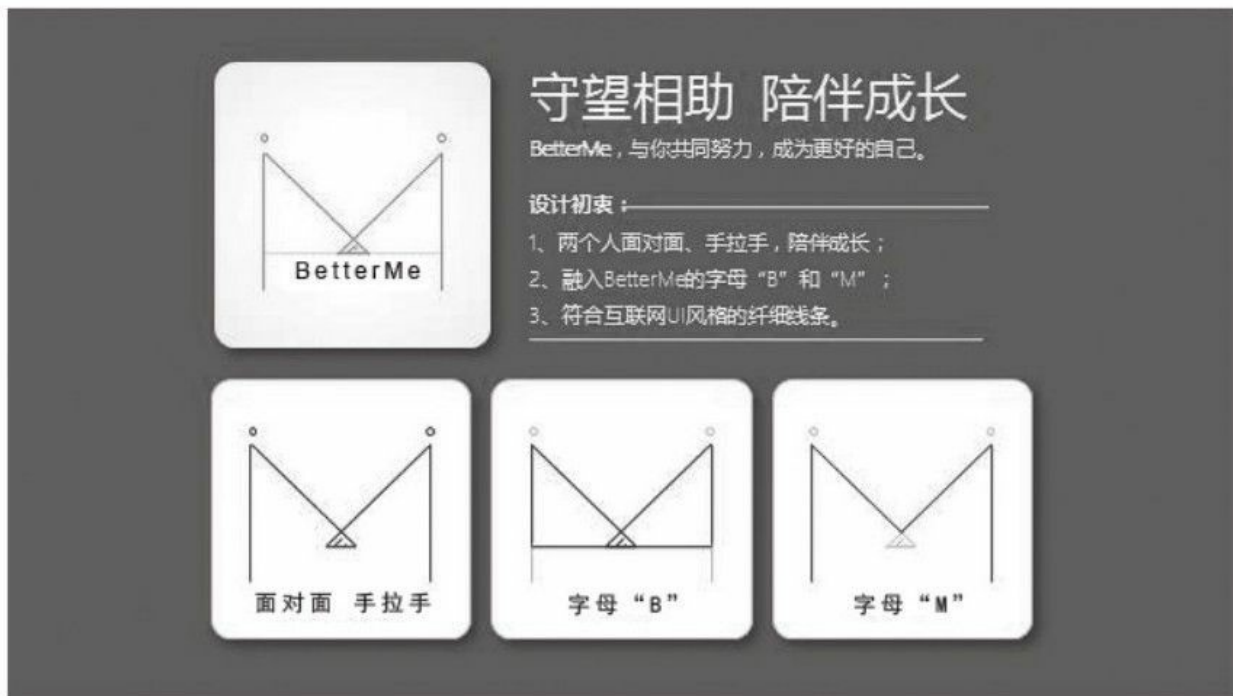 守望相助 陪伴成长
BetterMe，与你共同努力，成为更好的自己。
BetterMe
设计初衷：
1、两个人面对面、手拉手，陪伴成长；
2、融入BetterMe的字母“B”和“M”；
3、符合互联网UI风格的纤细线条。
面对面 手拉手
字母“B”
字母“M”